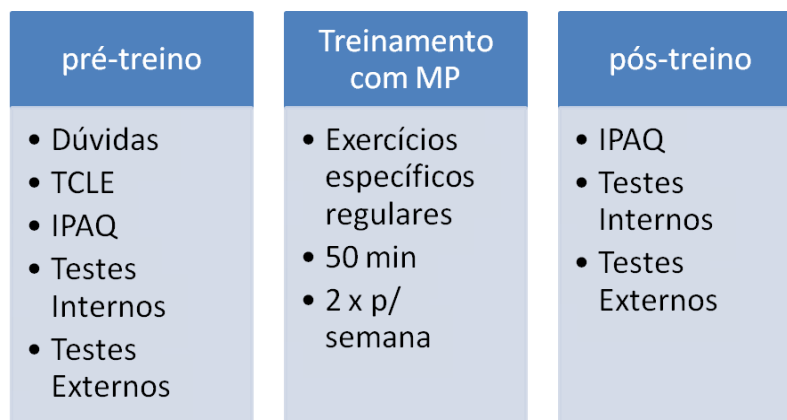 pré-treino
• Dúvidas
• TCLE
• IPAQ
• Testes
Internos
• Testes
Externos
Treinamento
com MP
• Exercícios
específicos
regulares
• 50 min
• 2 x p/
semana
pós-treino
• IPAQ
• Testes
Internos
• Testes
Externos